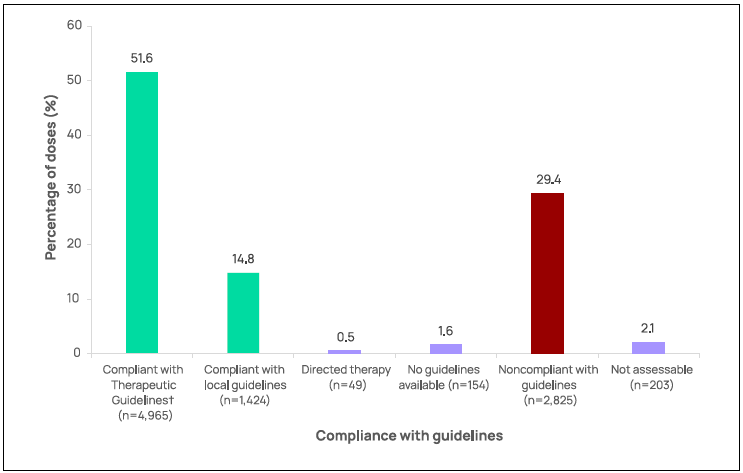 60
50
40
30
20
10
0
Percentage of doses (%)
51.6
14.8
0.5
1.6
29.4
2.1
Compliant with
Therapeutic
Guidelines†
(n=4,965)
Compliant with
local guidelines
(n=1,424)
Directed therapy
(n=49)
No guidelines
available (n=154)
Noncompliant with
guidelines
(n=2,825)
Not assessable
(n=203)
Compliance with guidelines